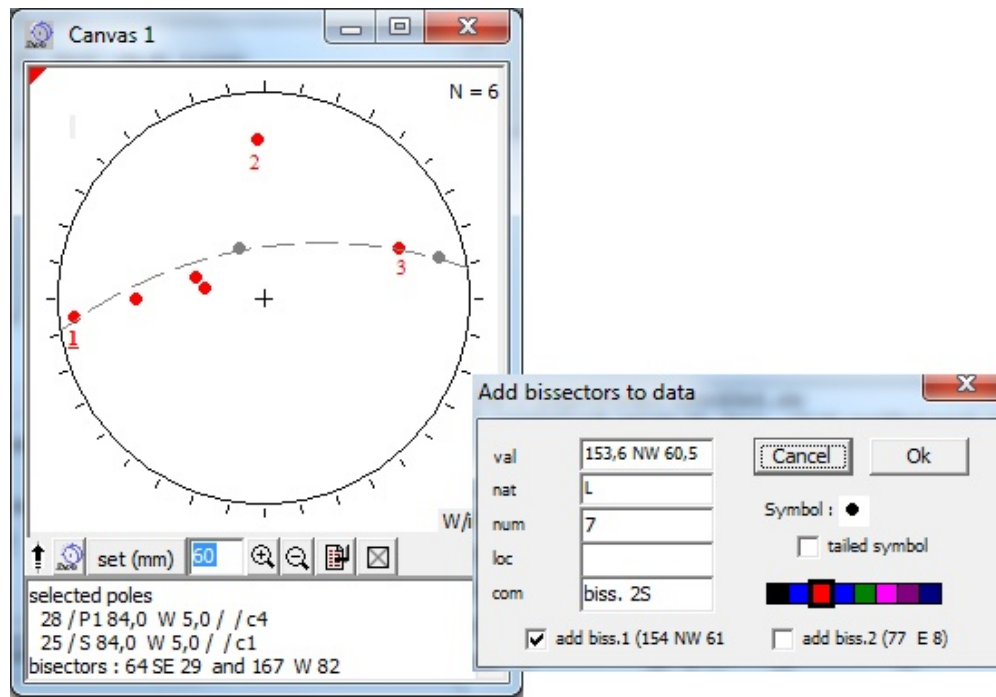 Canvas 1
N = 6
2
3
1
W/i
set (mm) 60
selected poles
28 / P1 84,0 W 5,0 / / c4
25 / S 84,0 W 5,0 / / c1
bisectors : 64 SE 29 and 167 W 82
Add bissectors to data
val 153,6 NW 60,5
Cancel Ok
nat L
Symbol :
num 7
tailed symbol
loc
com biss. 2S
add biss.1 (154 NW 61
add biss.2 (77 E 8)